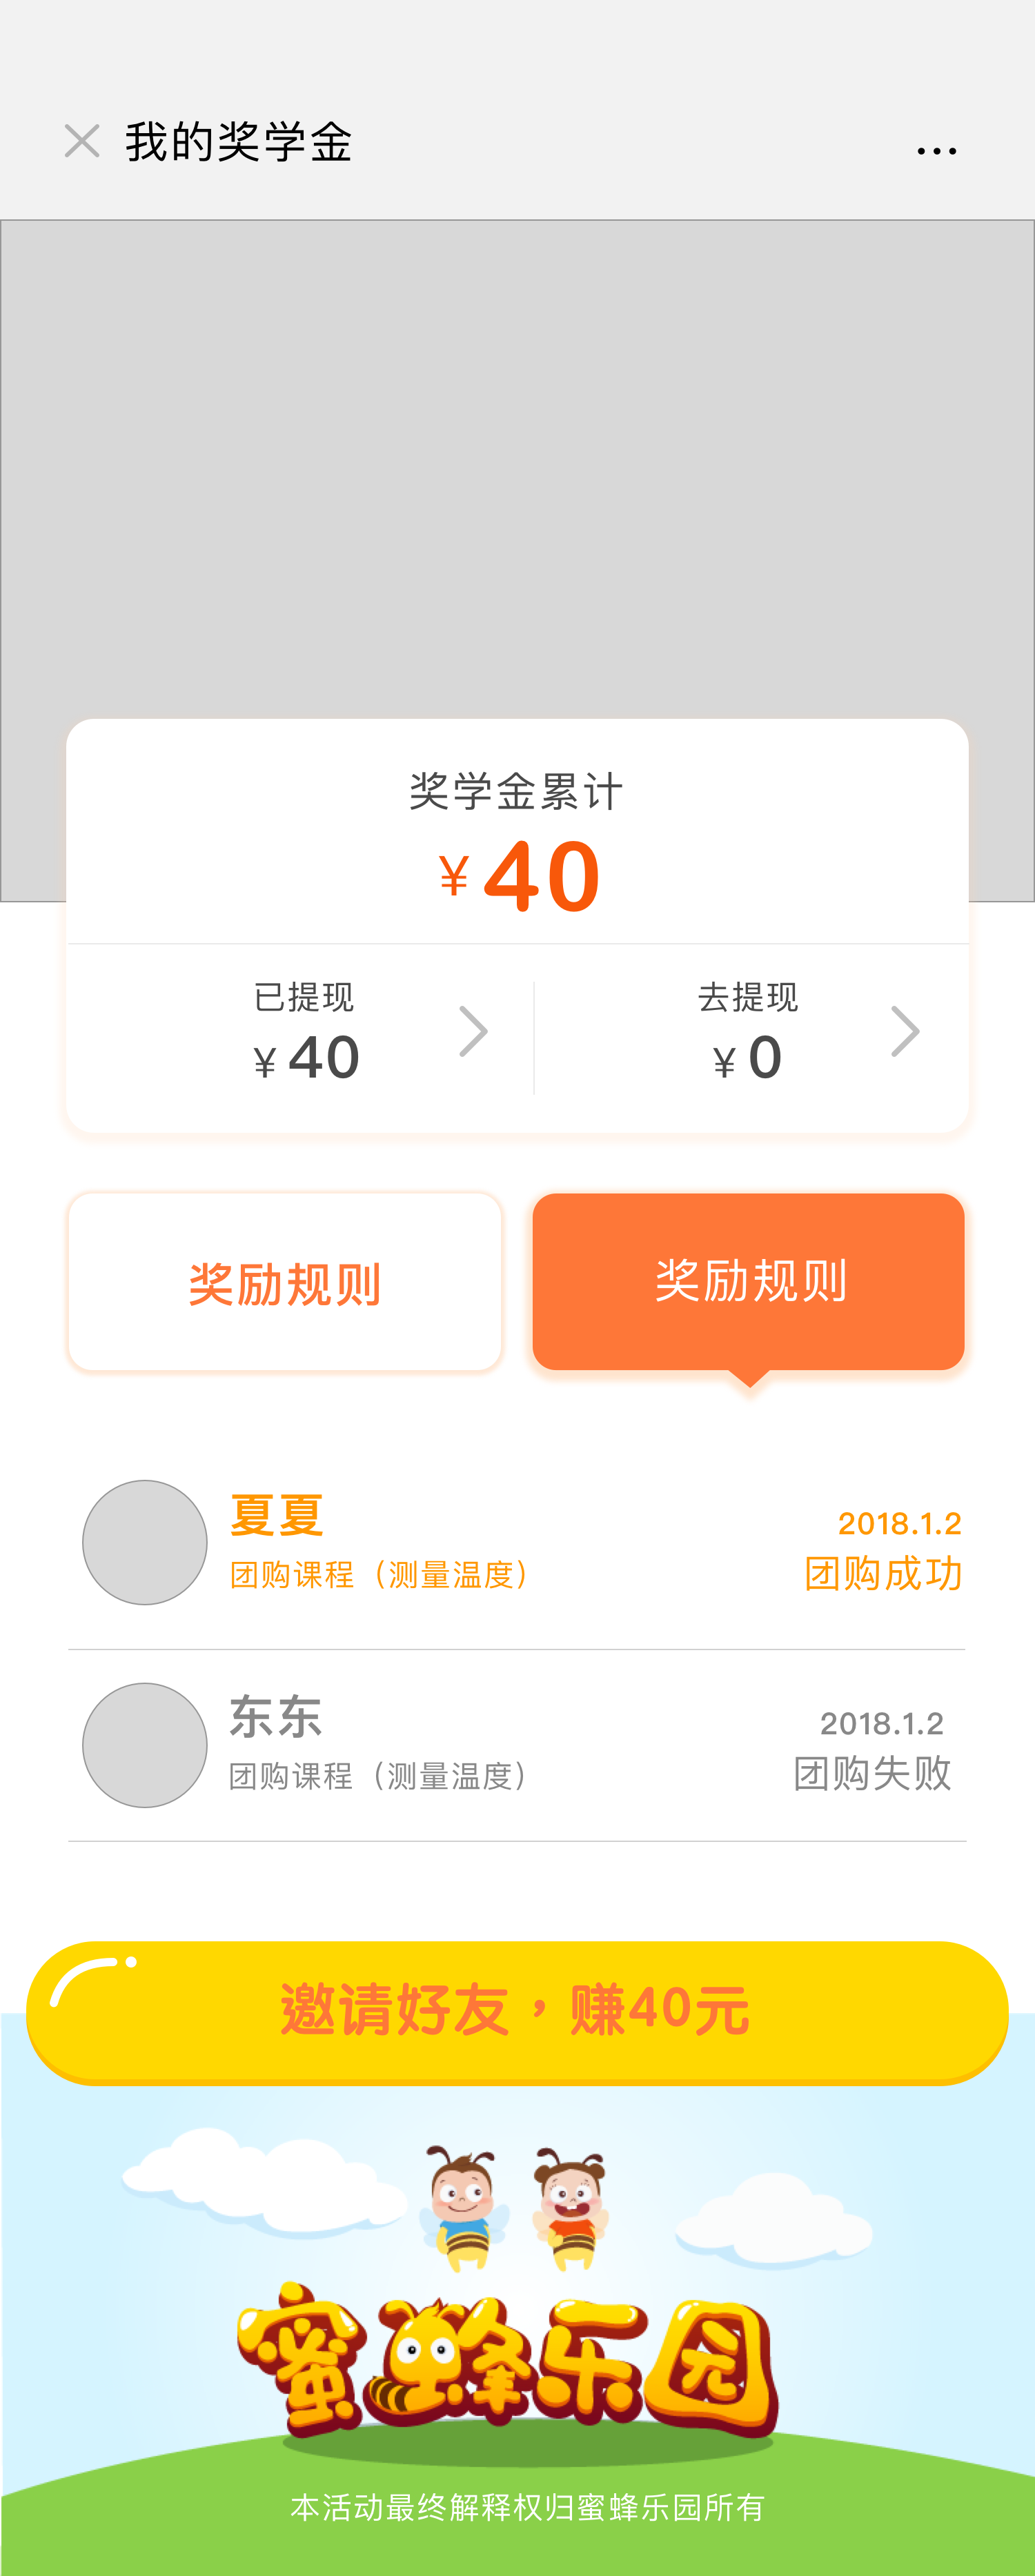 我的奖学金
...
奖学金累计
¥ 40
已提现
¥ 40
去提现
¥ 0
奖励规则
奖励规则
夏夏
团购课程（测量温度）
2018.1.2
团购成功
东东
团购课程（测量温度）
2018.1.2
团购失败
邀请好友，赚40元
蜜蜂乐园
本活动最终解释权归蜜蜂乐园所有